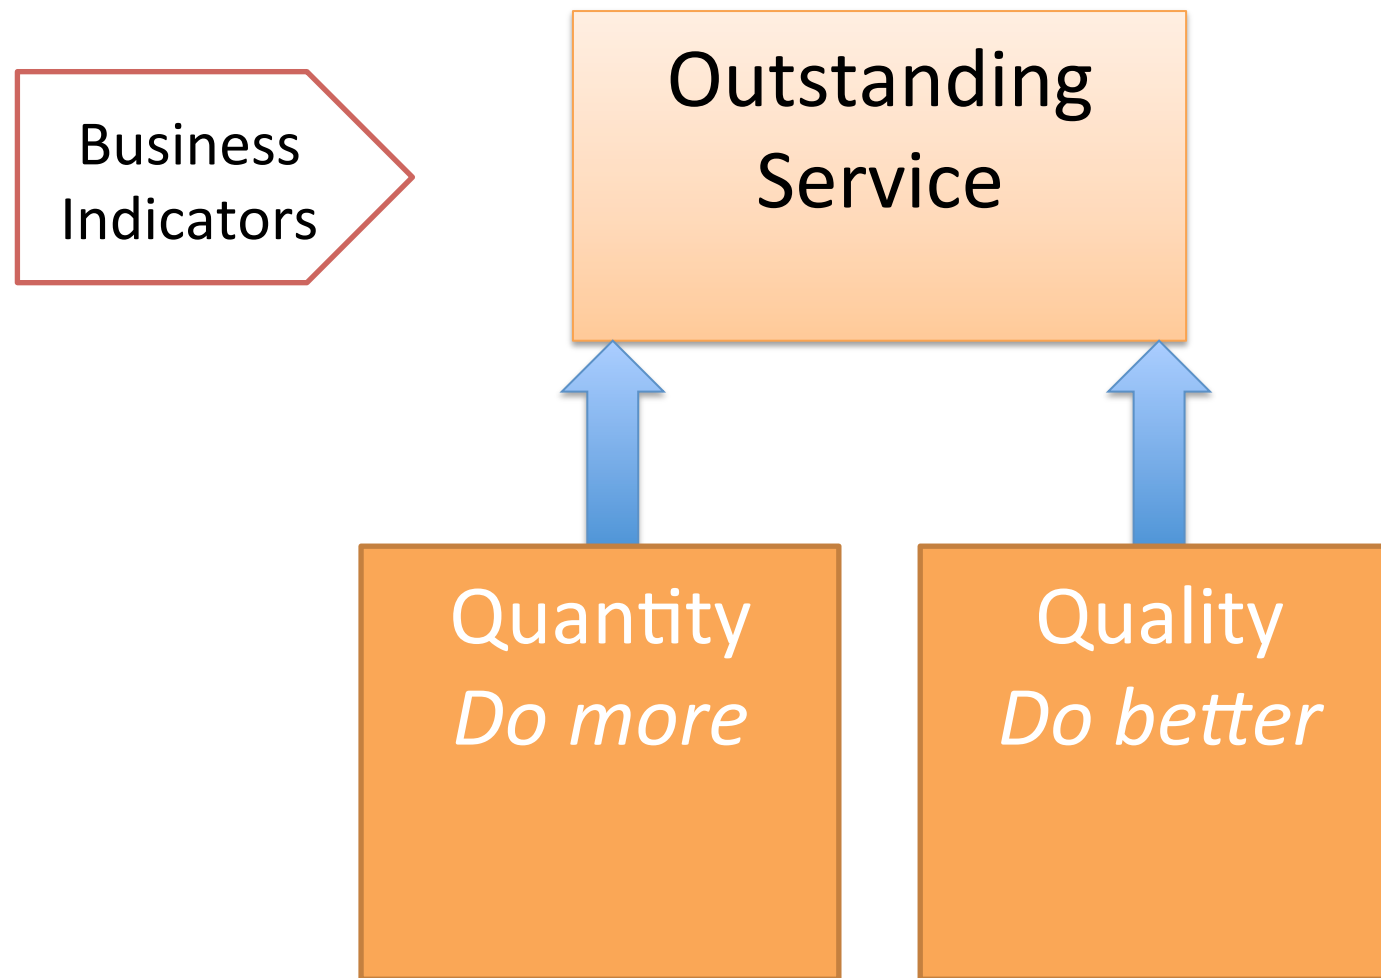 Business
Indicators
Outstanding
Service
Quantity
Do more
Quality
Do better